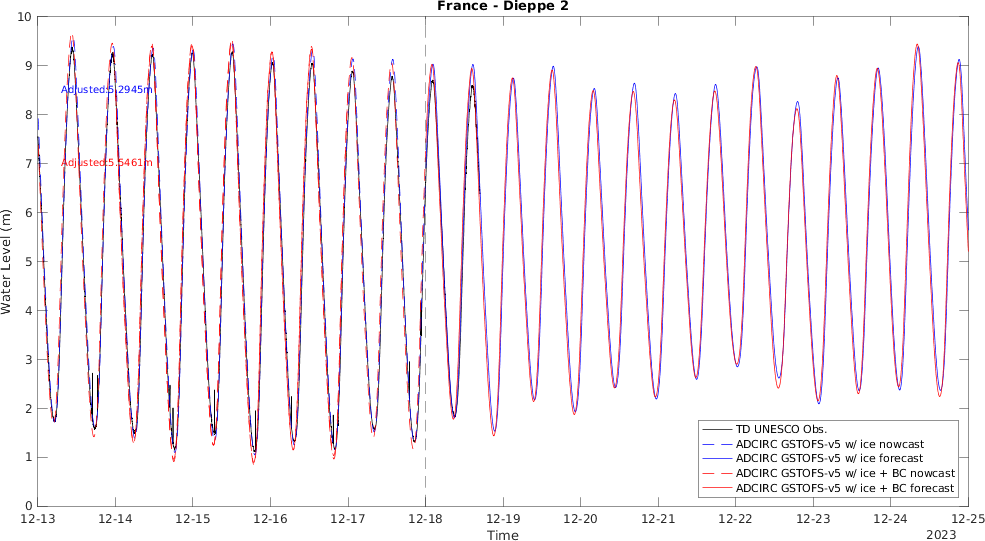 France - Dieppe 2
10
9
8
7
6
5
4
3
2
1
0
Water Level (m)
Adjusted:5.2945m
Adjusted:5.5461m
TD UNESCO Obs.
ADCIRC GSTOFS-v5 w/ ice nowcast
ADCIRC GSTOFS-v5 w/ ice forecast
ADCIRC GSTOFS-v5 w/ ice + BC nowcast
ADCIRC GSTOFS-v5 w/ ice + BC forecast
12-13 12-14 12-15 12-16 12-17 12-18 12-19 12-20 12-21 12-22 12-23 12-24 12-25
Time
2023